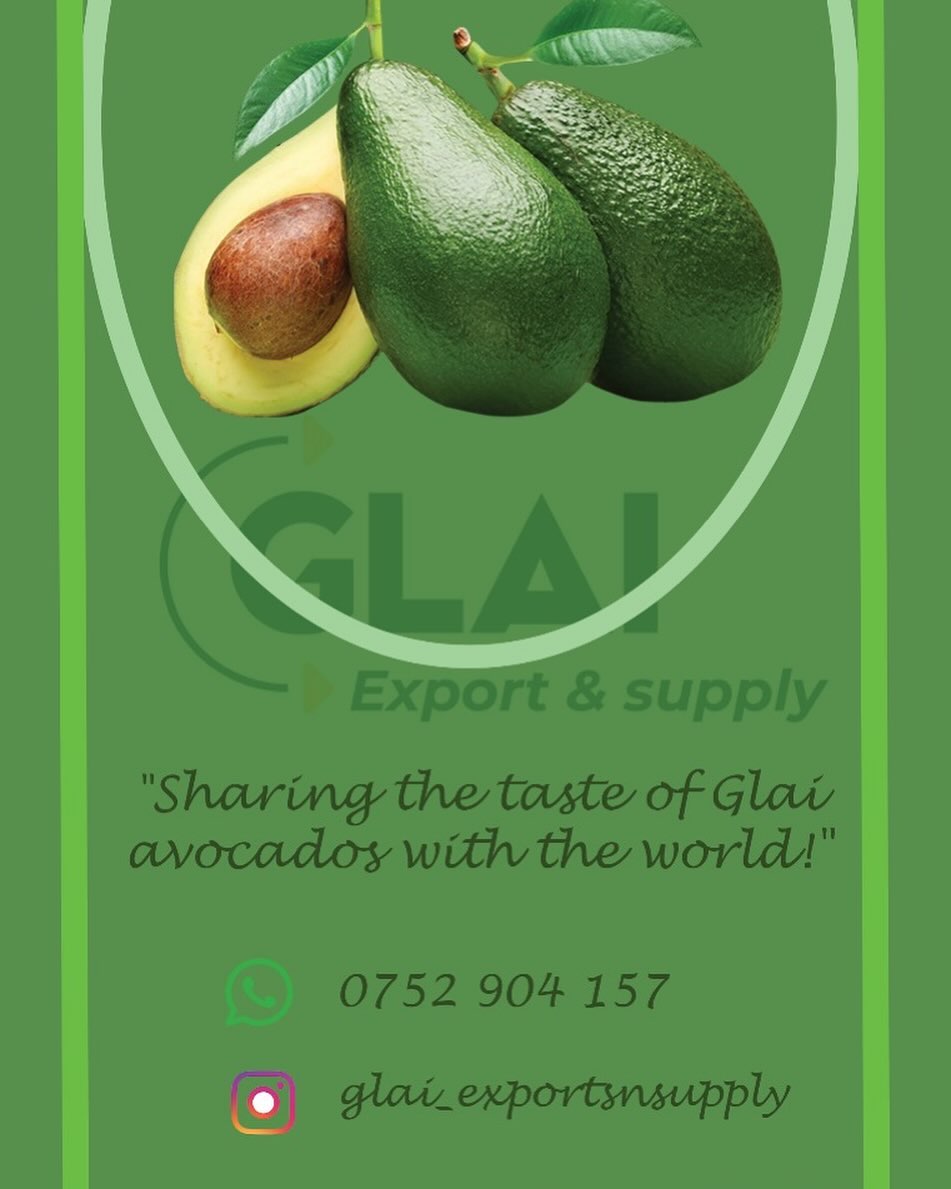 GLAI
Export & supply
"Sharing the taste of Glai
avocados with the world!"
0752 904 157
glai_exportsnsupply